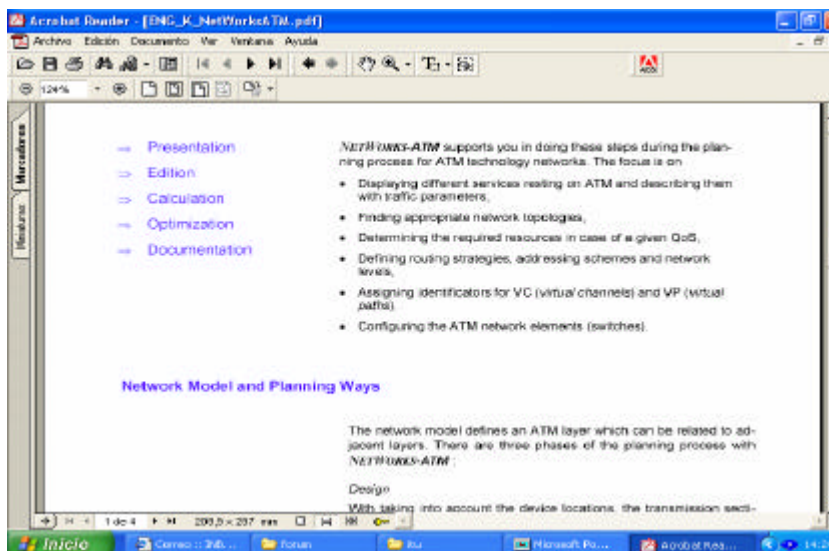 Acrobat Reader - [ENG_K_NetWorksATM.pdf]
Archivo Edición Documento Ver Ventana Ayuda
124%
Marcadores
Miniaturas
⇒ Presentation
⇒ Edition
⇒ Calculation
⇒ Optimization
⇒ Documentation
NETWORKS-ATM supports you in doing these steps during the plan-
ning process for ATM technology networks. The focus is on
• Displaying different services resting on ATM and describing them
with traffic parameters,
• Finding appropriate network topologies,
• Determining the required resources in case of a given QoS,
• Defining routing strategies, addressing schemes and network
levels,
• Assigning identificators for VC (virtual channels) and VP (virtual
paths)
• Configuring the ATM network elements (switches).
Network Model and Planning Ways
The network model defines an ATM layer which can be related to ad-
jacent layers. There are three phases of the planning process with
NETWORKS-ATM :
Design
With taking into account the device locations, the transmission secti-
1 de 4 209,9 x 297 mm
Inicio
Correo ::
forum
itu
Microsoft Po...
Acrobat Rea...
14:2